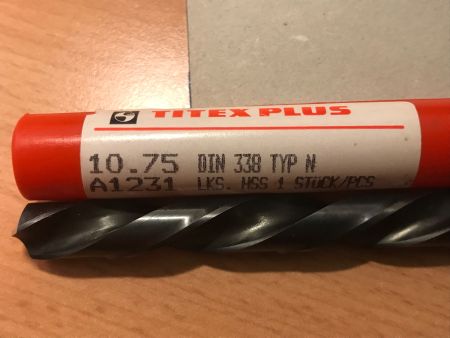 TITEX PLUS
10.75 DIN 338 TYP N
A1231 LKS. HSS 1 STÜCK/PCS